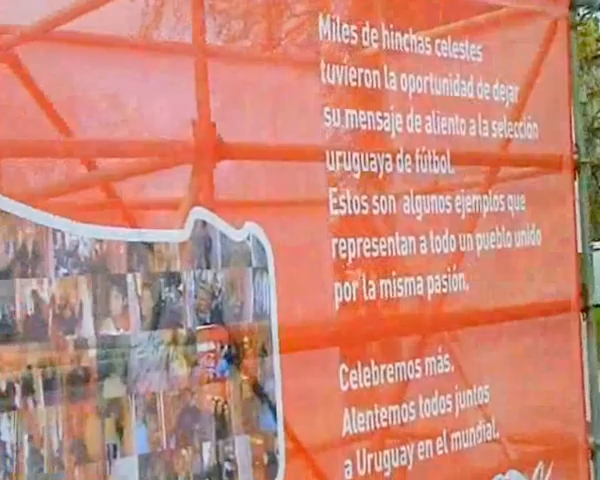 Miles de hinchas celestes
tuvieron la oportunidad de dejar
su mensaje de aliento a la selección
uruguaya de fútbol.
Estos son algunos ejemplos que
representan a todo un pueblo unido
por la misma pasión.
Celebremos más.
Alentemos todos juntos
a Uruguay en el mundial.